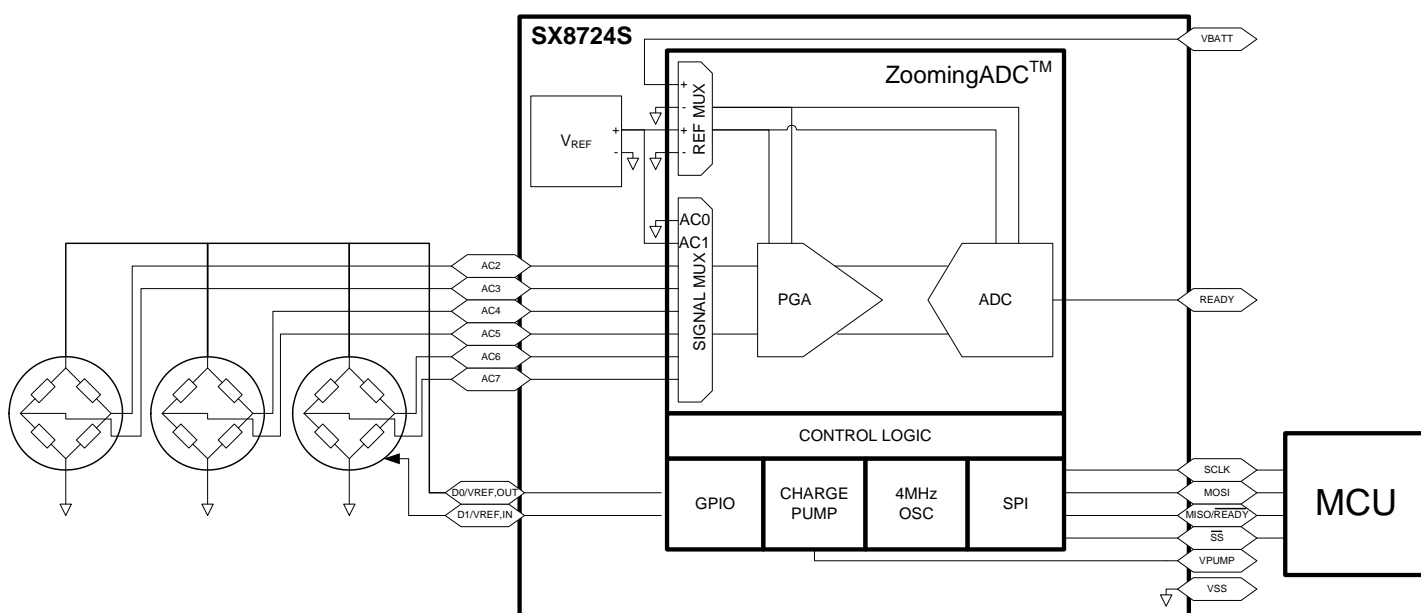 SX8724S
VBATT
ZoomingADC™
REF MUX
+
-
+
-
VREF
+
-
SIGNAL MUX
AC0
AC1
AC2
AC3
AC4
AC5
AC6
AC7
PGA
ADC
READY
CONTROL LOGIC
D0/VREF,OUT
D1/VREF,IN
GPIO
CHARGE
PUMP
4MHz
OSC
SPI
SCLK
MOSI
MISO/READY
SS
VPUMP
VSS
MCU